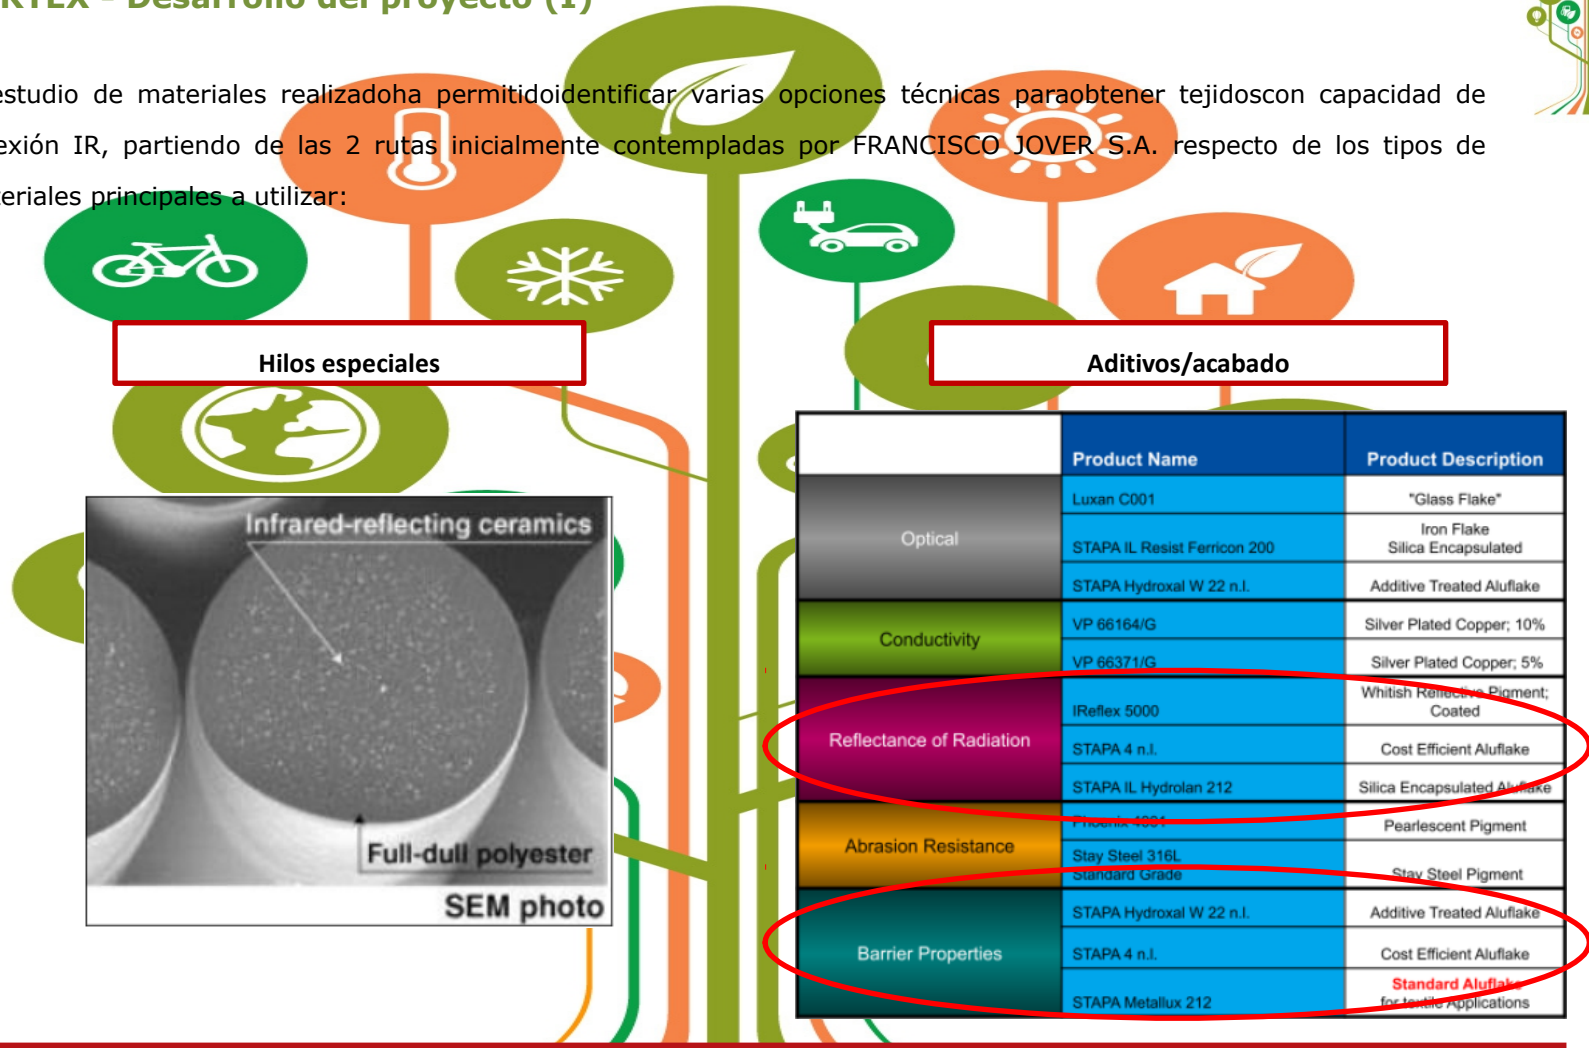 RTEX – Desarrollo del proyecto (I)
estudio de materiales realizadoha permitidoidentificar varias opciones técnicas paraobtener tejidoscon capacidad de
exión IR, partiendo de las 2 rutas inicialmente contempladas por FRANCISCO JOVER S.A. respecto de los tipos de
teriales principales a utilizar:
Hilos especiales
Aditivos/acabado
Infrared-reflecting ceramics
Full-dull polyester
SEM photo
Product Name Product Description
Optical
Luxan C001 "Glass Flake"
STAPA IL Resist Ferricon 200 Iron Flake
Silica Encapsulated
STAPA Hydroxal W 22 n.l. Additive Treated Aluflake
Conductivity
VP 66164/G Silver Plated Copper; 10%
VP 66371/G Silver Plated Copper; 5%
Reflectance of Radiation
IReflex 5000 Whitish Reflective Pigment;
Coated
STAPA 4 n.l. Cost Efficient Aluflake
STAPA IL Hydrolan 212 Silica Encapsulated Aluflake
Abrasion Resistance
Phoenix Pearlescent Pigment
Stay Steel 316L
Standard Grade Stay Steel Pigment
Barrier Properties
STAPA Hydroxal W 22 n.l. Additive Treated Aluflake
STAPA 4 n.l. Cost Efficient Aluflake
STAPA Metallux 212 Standard Aluflake
for textile Applications